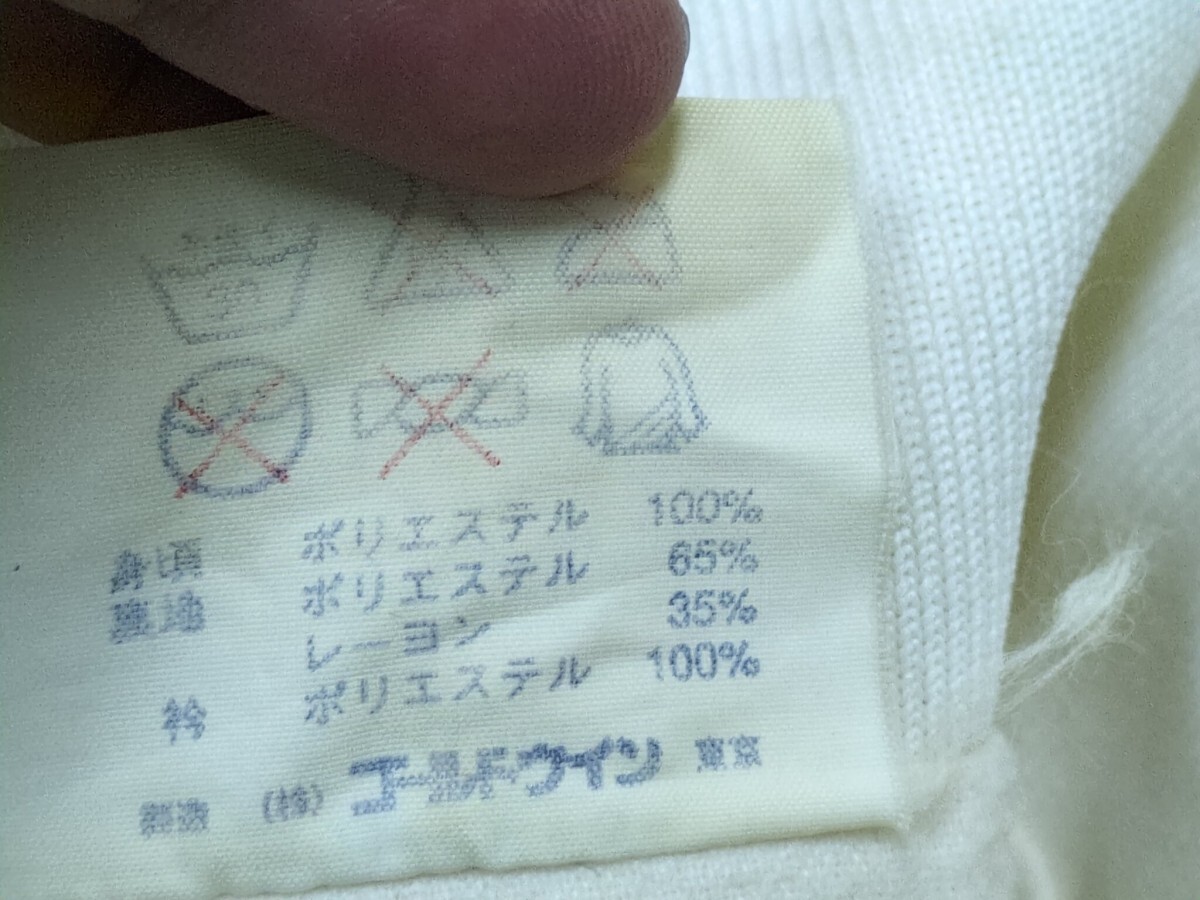 30
身頃 ポリエステル 100%
裏地 ポリエステル 65%
レーヨン 35%
衿 ポリエステル 100%
(株) ゴールドウイン 東京